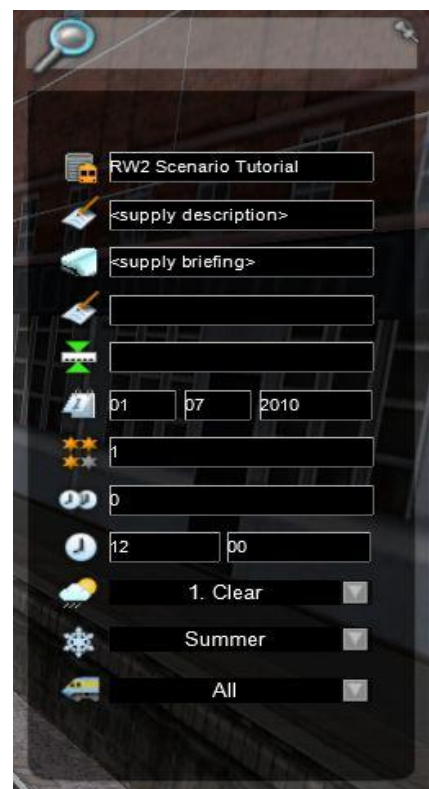 RW2 Scenario Tutorial
<supply description>
<supply briefing>
01 07 2010
1
0
12 00
1. Clear
Summer
All